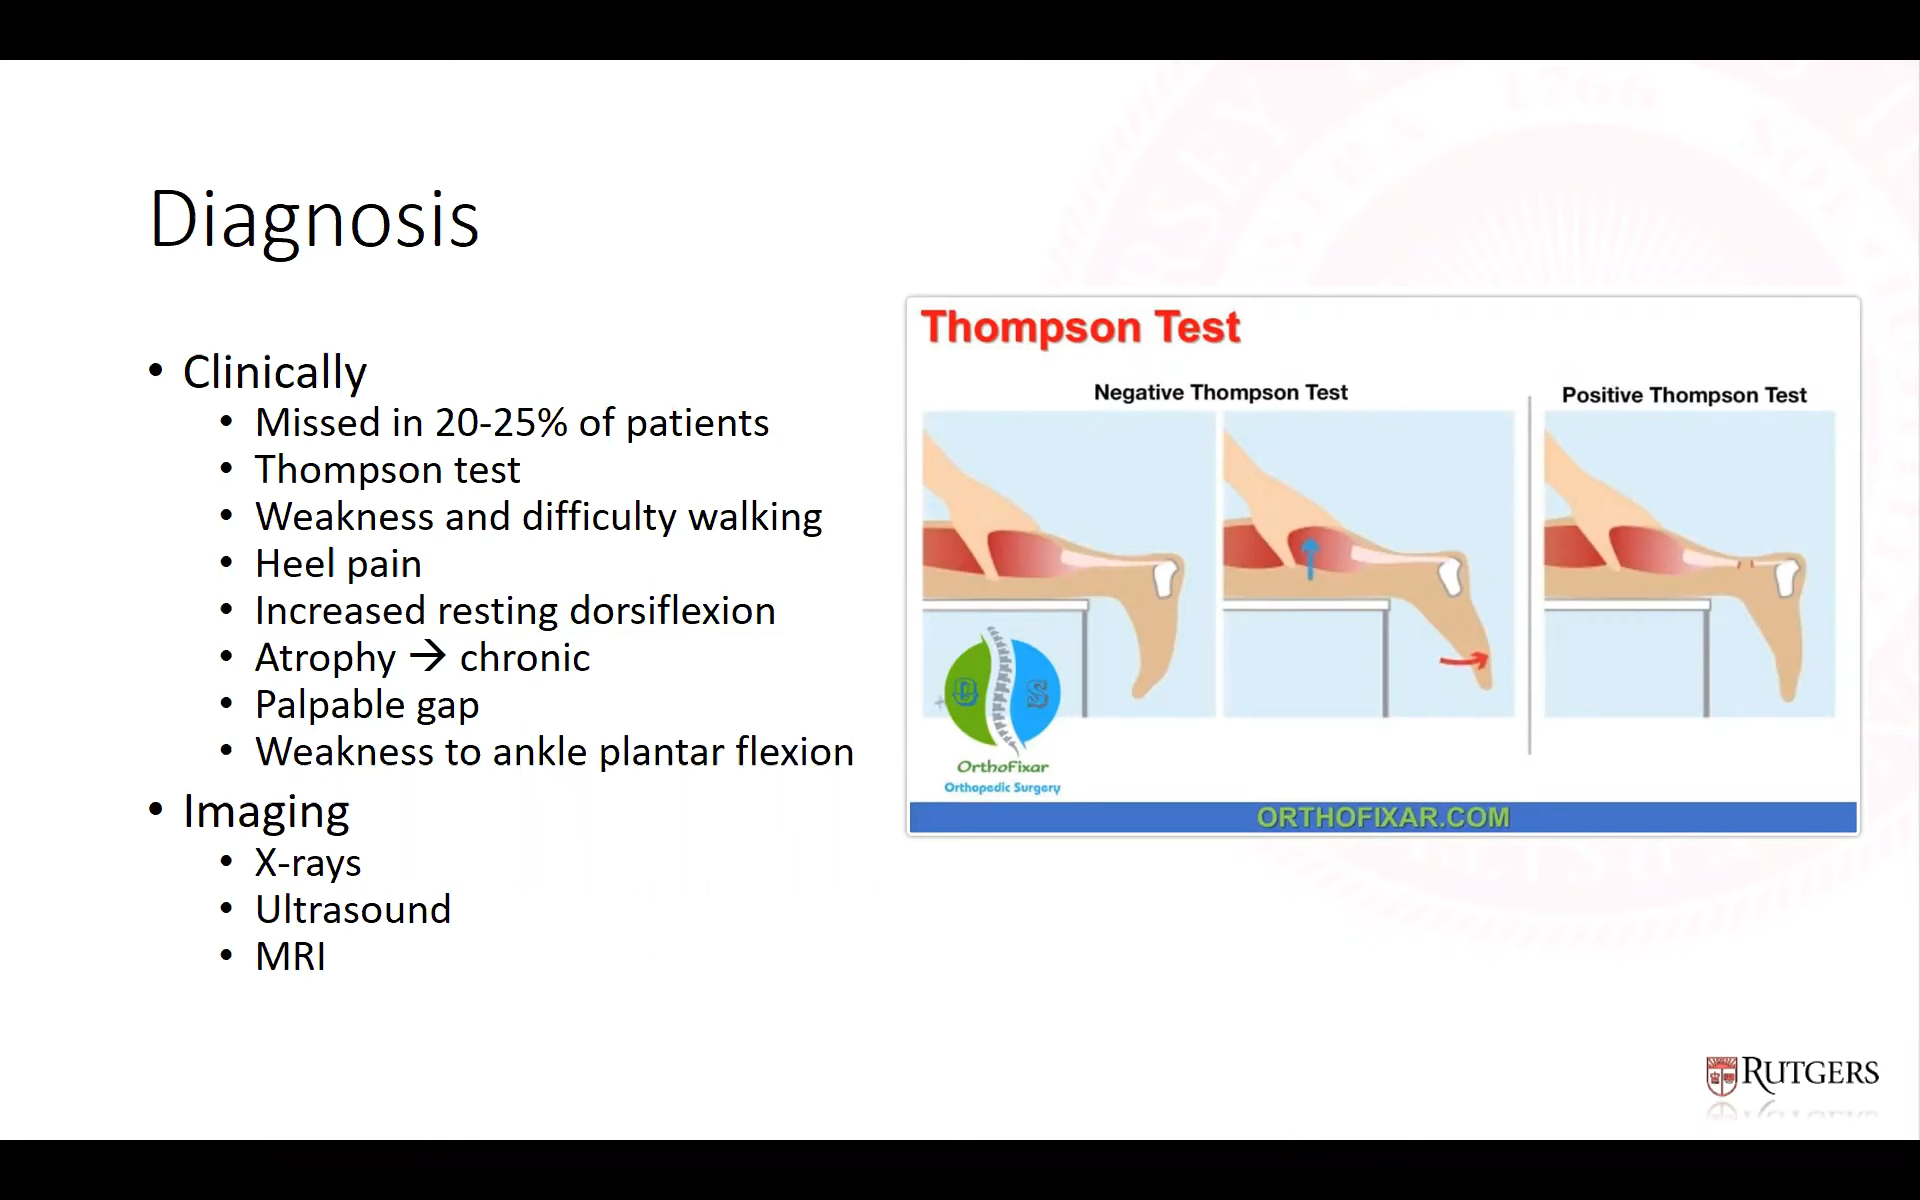 Diagnosis
• Clinically
• Missed in 20-25% of patients
• Thompson test
• Weakness and difficulty walking
• Heel pain
• Increased resting dorsiflexion
• Atrophy → chronic
• Palpable gap
• Weakness to ankle plantar flexion
• Imaging
• X-rays
• Ultrasound
• MRI
Thompson Test
Negative Thompson Test
Positive Thompson Test
OrthoFixar
Orthopedic Surgery
ORTHOFIXAR.COM
1766
RUTGERS